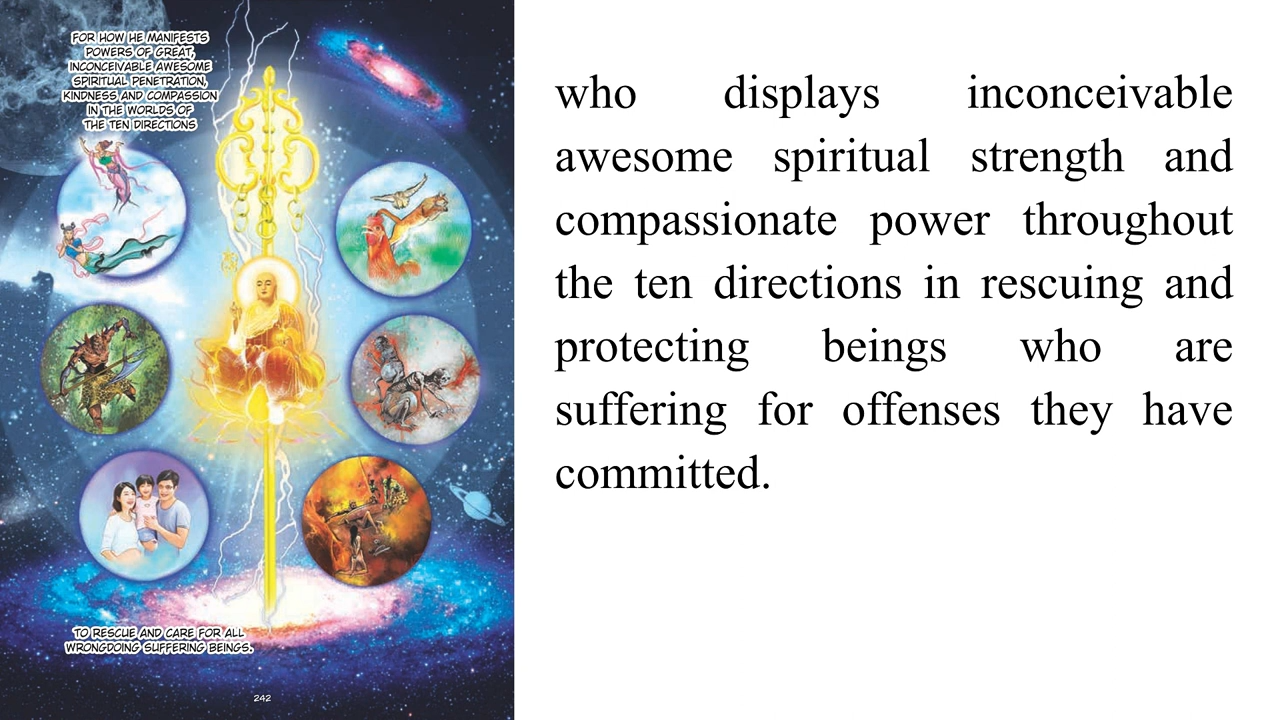 FOR HOW HE MANIFESTS
POWERS OF GREAT,
INCONCEIVABLE AWESOME
SPIRITUAL PENETRATION,
KINDNESS AND COMPASSION
IN THE WORLDS OF
THE TEN DIRECTIONS
TO RESCUE AND CARE FOR ALL
WRONGDOING SUFFERING BEINGS.
242
who displays inconceivable
awesome spiritual strength and
compassionate power throughout
the ten directions in rescuing and
protecting beings who are
suffering for offenses they have
committed.